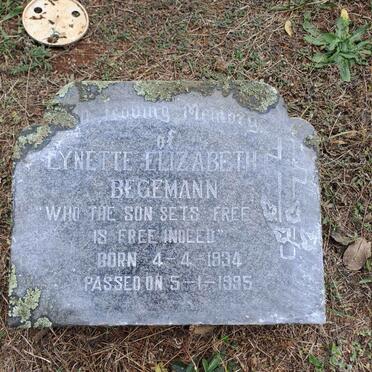 In Loving Memory
of
LYNETTE ELIZABETH
BEGEMANN
"WHO THE SON SETS FREE
IS FREE INDEED"
BORN 4-4-1934
PASSED ON 5-1-1995